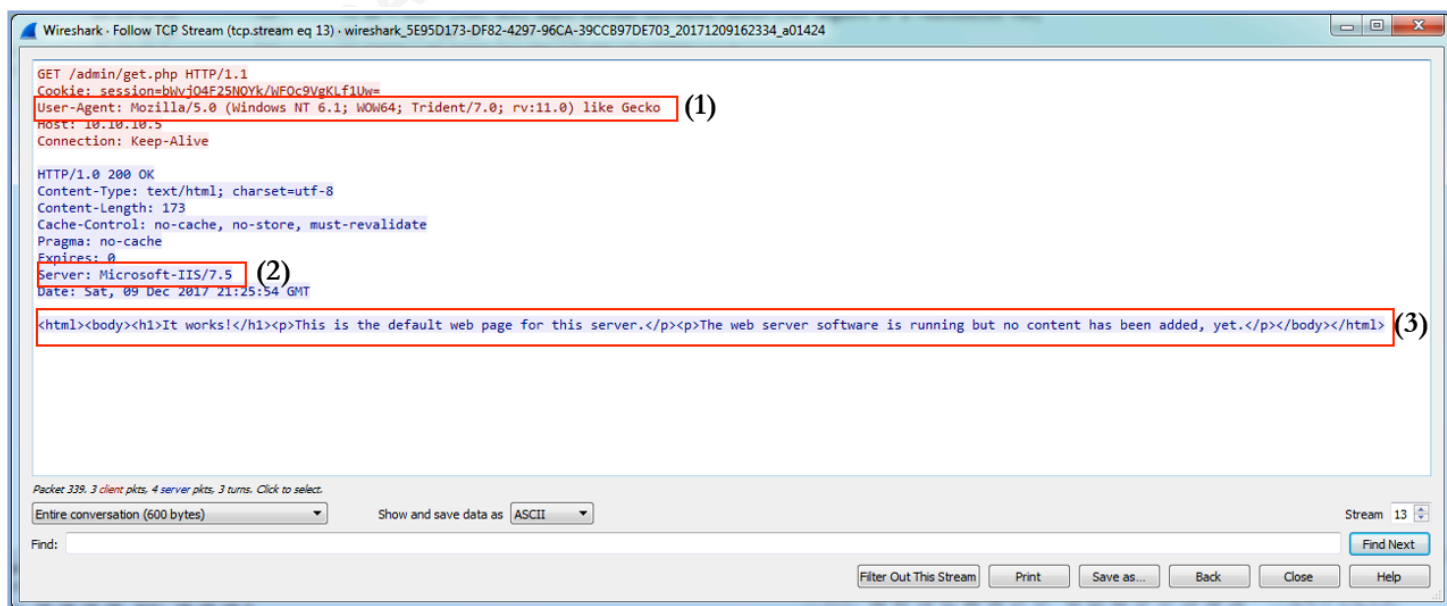 Wireshark · Follow TCP Stream (tcp.stream eq 13) · wireshark_5E95D173-DF82-4297-96CA-39CCB97DE703_20171209162334_a01424
GET /admin/get.php HTTP/1.1
Cookie: session=bWvjO4F25NQYk/WFOc9VgKLf1Uw=
User-Agent: Mozilla/5.0 (Windows NT 6.1; WOW64; Trident/7.0; rv:11.0) like Gecko (1)
Host: 10.10.10.5
Connection: Keep-Alive
HTTP/1.0 200 OK
Content-Type: text/html; charset=utf-8
Content-Length: 173
Cache-Control: no-cache, no-store, must-revalidate
Pragma: no-cache
Expires: 0
Server: Microsoft-IIS/7.5 (2)
Date: Sat, 09 Dec 2017 21:25:54 GMT
<html><body><h1>It works!</h1><p>This is the default web page for this server.</p><p>The web server software is running but no content has been added, yet.</p></body></html> (3)
Packet 339. 3 client pkts, 4 server pkts, 3 turns. Click to select.
Entire conversation (600 bytes) Show and save data as ASCII Stream 13
Find: Find Next
Filter Out This Stream Print Save as... Back Close Help